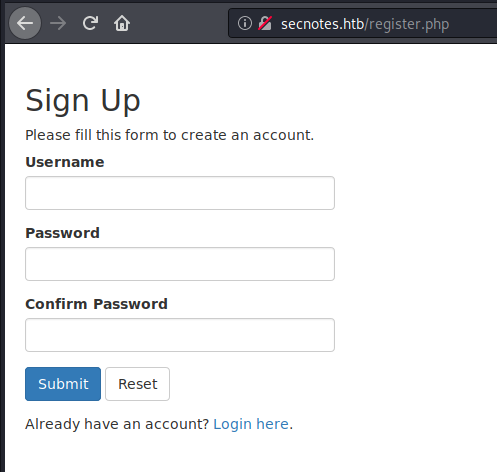 secnotes.htb/register.php
Sign Up
Please fill this form to create an account.
Username
Password
Confirm Password
Submit Reset
Already have an account? Login here.